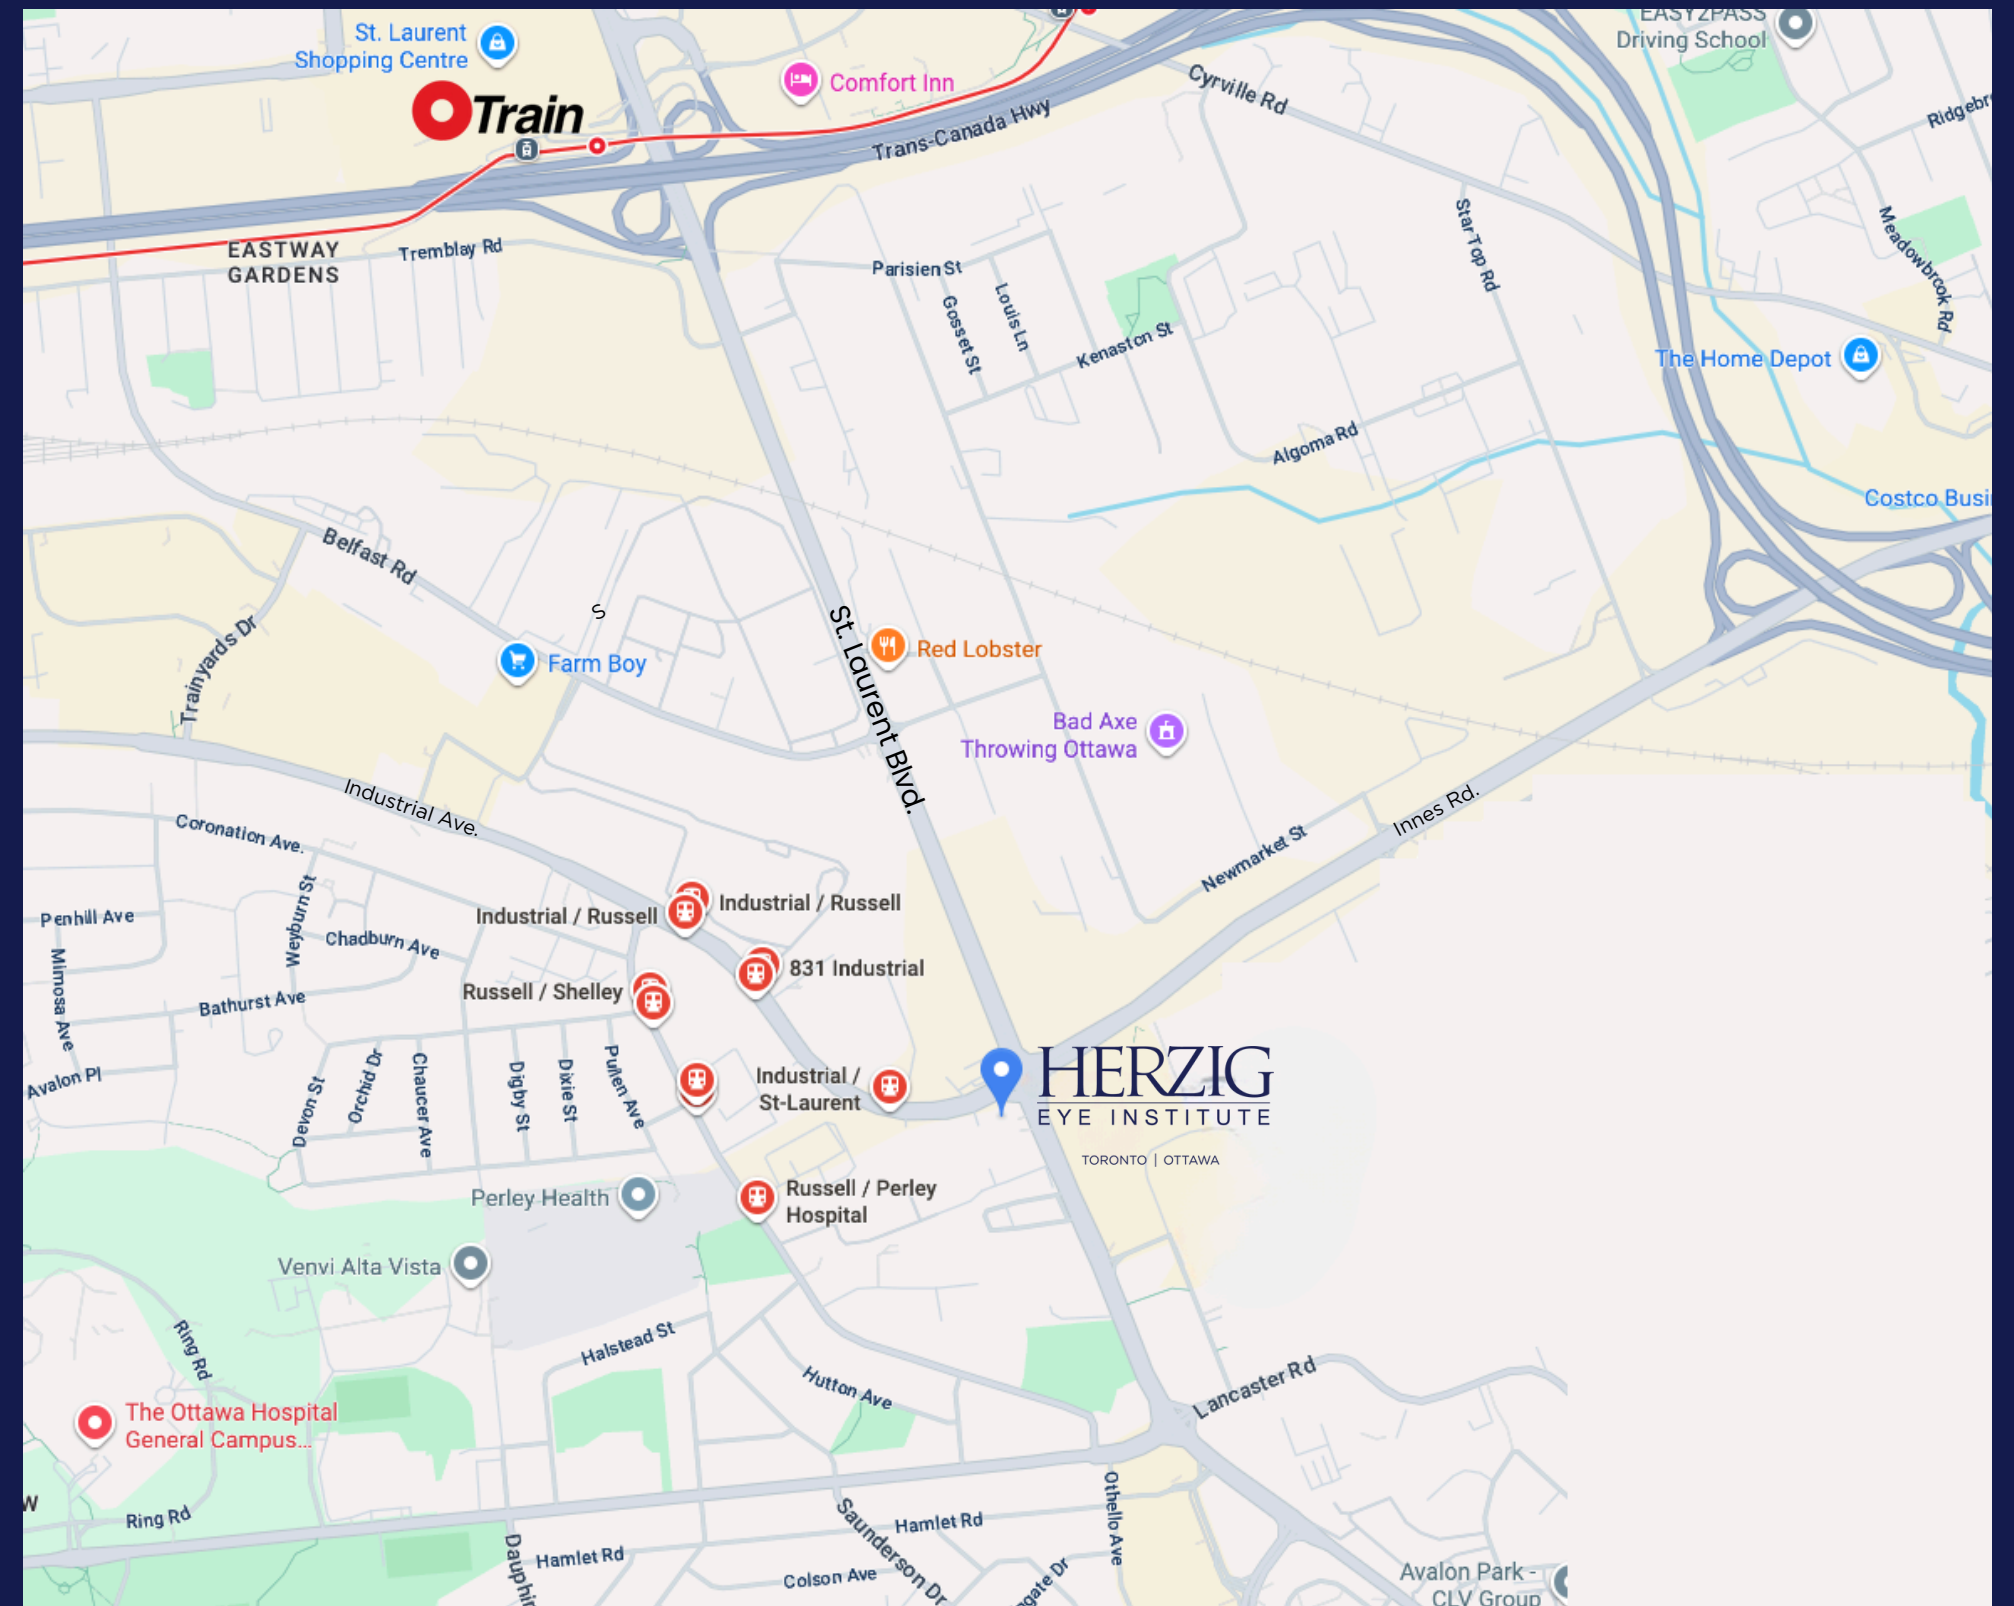 EASY2PASS
Driving School
St. Laurent
Shopping Centre
Comfort Inn
Train
Cyrville Rd
Trans-Canada Hwy
EASTWAY
GARDENS
Tremblay Rd
Parisien St
Gosset St
Louis Ln
Kenaston St
Star Top Rd
Meadowbrook Rd
The Home Depot
Algoma Rd
Belfast Rd
S
Trainyards Dr
Farm Boy
St. Laurent Blvd.
Red Lobster
Bad Axe
Throwing Ottawa
Industrial Ave.
Innes Rd.
Coronation Ave.
Newmarket St
Penhill Ave
Weyburn St
Chadburn Ave
Industrial / Russell
Industrial / Russell
831 Industrial
Russell / Shelley
Mimosa Ave
Bathurst Ave
Avalon Pl
Devon St
Orchid Dr
Chaucer Ave
Digby St
Dixie St
Pullen Ave
Industrial /
St-Laurent
HERZIG
EYE INSTITUTE
TORONTO | OTTAWA
Perley Health
Russell / Perley
Hospital
Venvi Alta Vista
Ring Rd
Halstead St
Hutton Ave
Lancaster Rd
The Ottawa Hospital
General Campus...
Ring Rd
Othello Ave
Saunderson Dr
Hamlet Rd
Hamlet Rd
Colson Ave
Avalon Park -
CLV Group